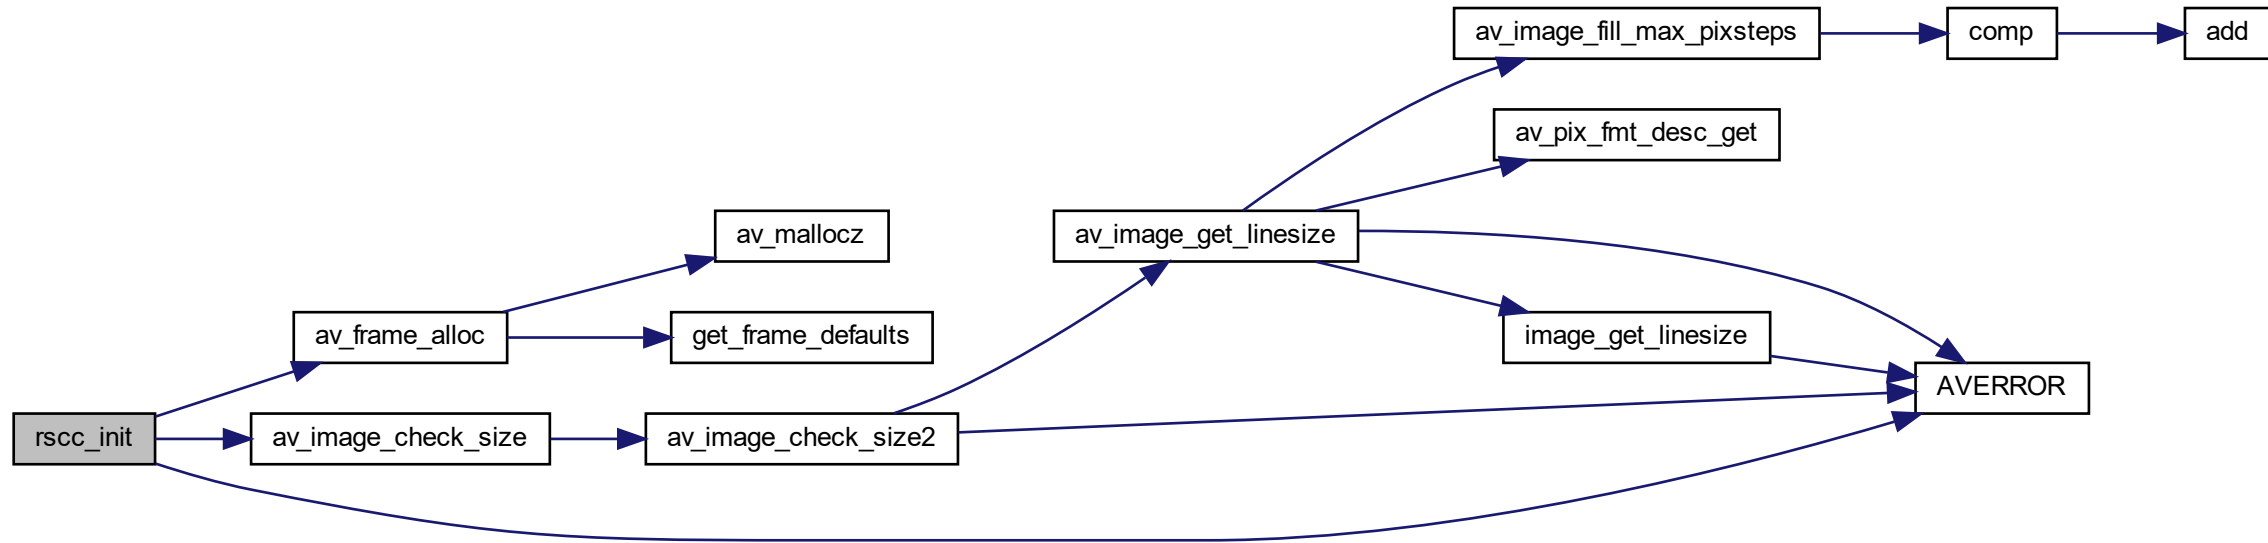 av_image_fill_max_pixsteps
comp
add
av_pix_fmt_desc_get
av_mallocz
av_image_get_linesize
av_frame_alloc
get_frame_defaults
image_get_linesize
AVERROR
rscc_init
av_image_check_size
av_image_check_size2